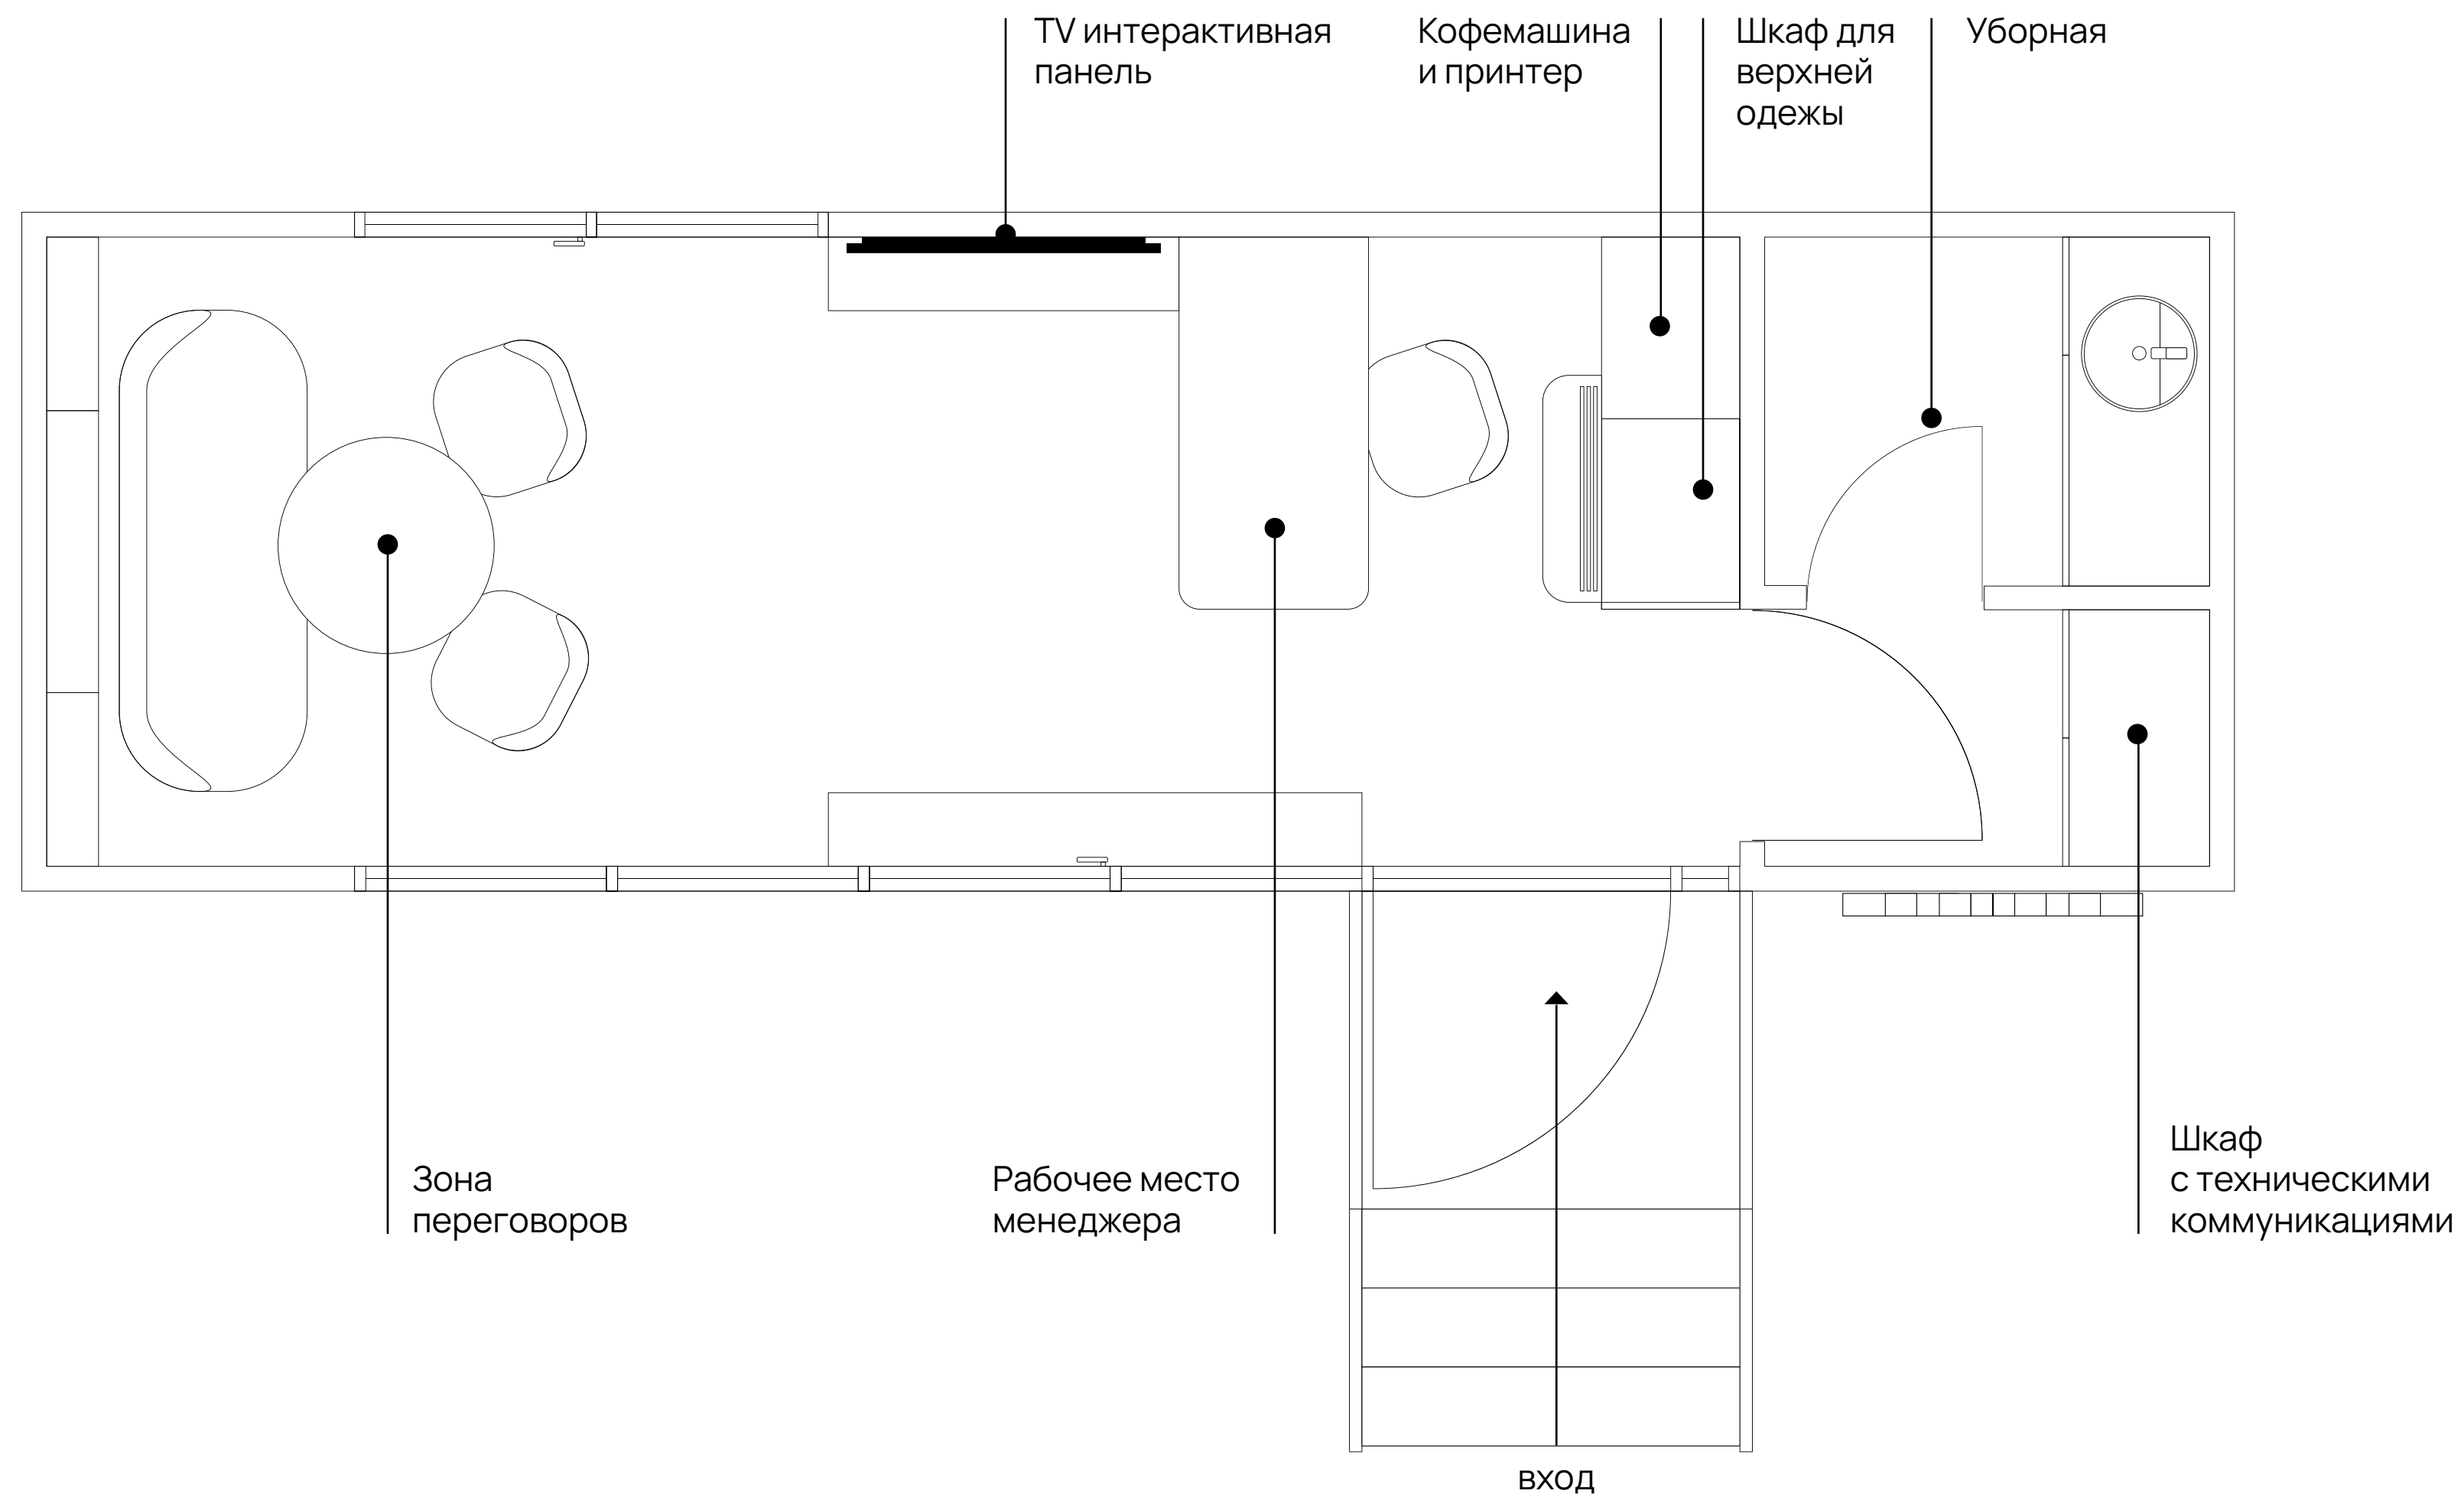 TV интерактивная
панель
Кофемашина
и принтер
Шкаф для
верхней
одежы
Уборная
Зона
переговоров
Рабочее место
менеджера
Шкаф
с техническими
коммуникациями
вход